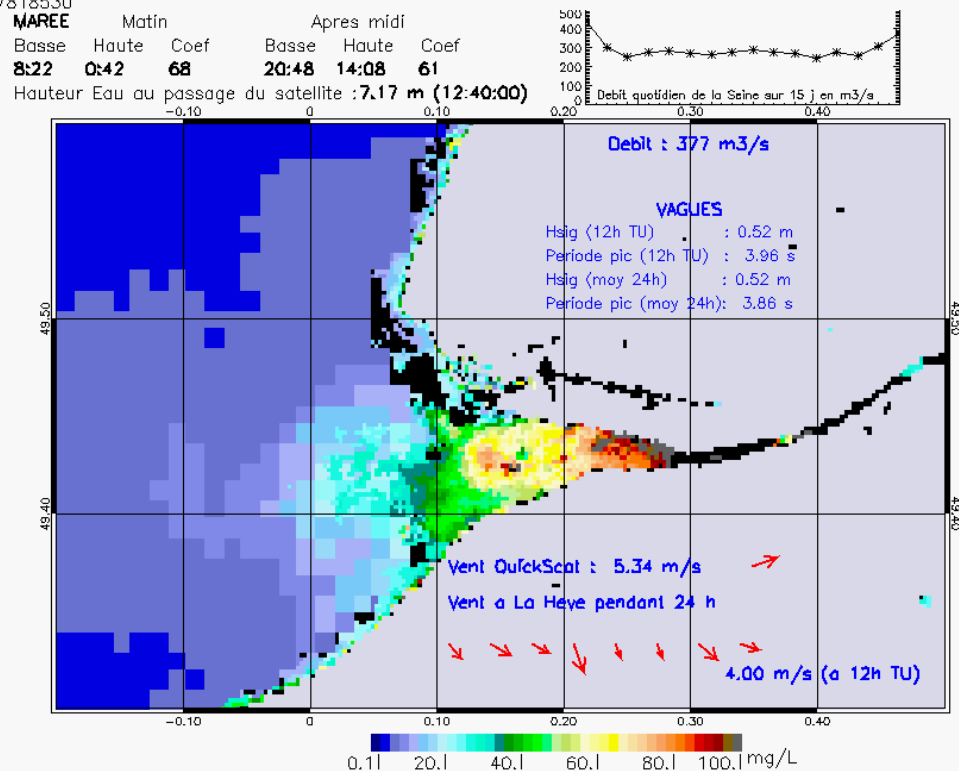 MAREE Matin Apres midi
Basse Haute Coef Basse Haute Coef
8:22 0:42 68 20:48 14:08 61
Hauteur Eau au passage du satellite : 7.17 m (12:40:00)
500
400
300
200
100
0
Debit quotidien de la Seine sur 15 j en m3/s
-0.10 0 0.10 0.20 0.30 0.40
Debit : 377 m3/s
VAGUES
Hsig (12h TU) : 0.52 m
Periode pic (12h TU) : 3.96 s
Hsig (moy 24h) : 0.52 m
Periode pic (moy 24h): 3.86 s
49.50 49.50
49.40 49.40
Vent QuickScat : 5.34 m/s
Vent a La Heve pendant 24 h
4.00 m/s (a 12h TU)
-0.10 0 0.10 0.20 0.30 0.40
0.1 20. 40. 60. 80. 100. mg/L